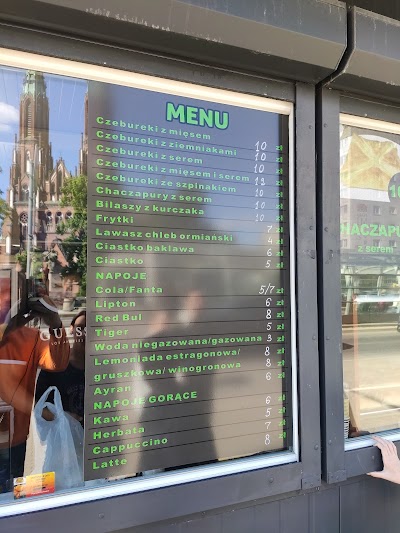 MENU
Czebureki z mięsem 10 zł
Czebureki z ziemniakami 10 zł
Czebureki z serem 10 zł
Czebureki z mięsem i serem 12 zł
Czebureki ze szpinakiem 10 zł
Chaczapury z serem 10 zł
Bilaszy z kurczaka 10 zł
Frytki 7 zł
Lawasz chleb ormiański 4 zł
Ciastko baklawa 6 zł
Ciastko 5 zł
NAPOJE
Cola/Fanta 5/7 zł
Lipton 6 zł
Red Bul 8 zł
Tiger 5 zł
Woda niegazowana/gazowana 3 zł
Lemoniada estragonowa/ 8 zł
gruszkowa/ winogronowa 8 zł
Ayran 6 zł
NAPOJE GORĄCE
Kawa 6 zł
Herbata 5 zł
Cappuccino 7 zł
Latte 8 zł
GUESS
HACZAPU
z serem